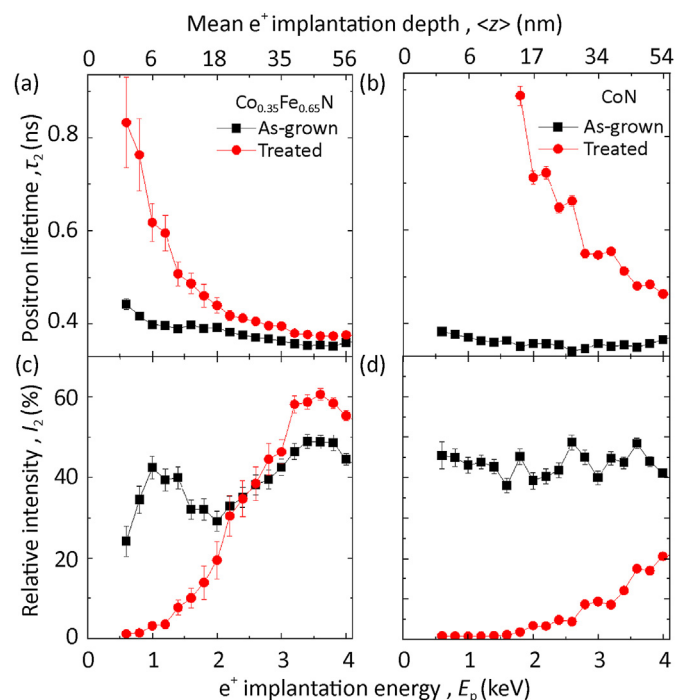 Mean e⁺ implantation depth , <z> (nm)
0 6 18 35 56 6 17 34 54
(a) Co₀.₃₅Fe₀.₆₅N
As-grown
Treated
(b) CoN
As-grown
Treated
Positron lifetime ,τ₂ (ns)
0.8
0.6
0.4
(c)
(d)
Relative intensity , I₂ (%)
60
40
20
0
0 1 2 3 4 0 1 2 3 4
e⁺ implantation energy , Eₚ (keV)